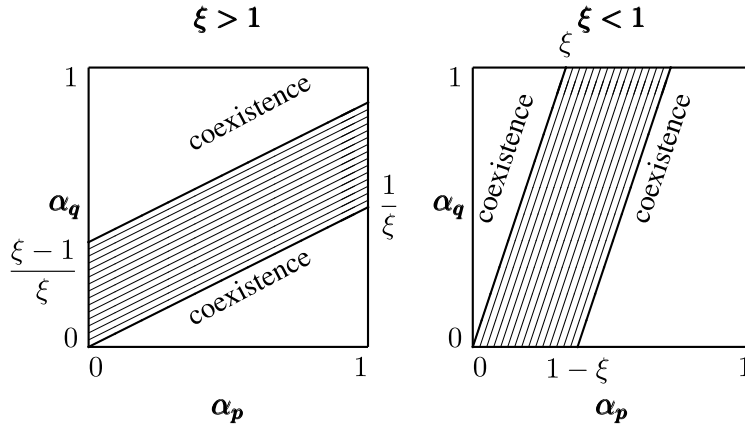 ξ > 1
1
coexistence
α_q
(ξ − 1)/ξ
1/ξ
coexistence
0
0
1
α_p
ξ < 1
ξ
1
coexistence
coexistence
α_q
0
0
1 − ξ
1
α_p